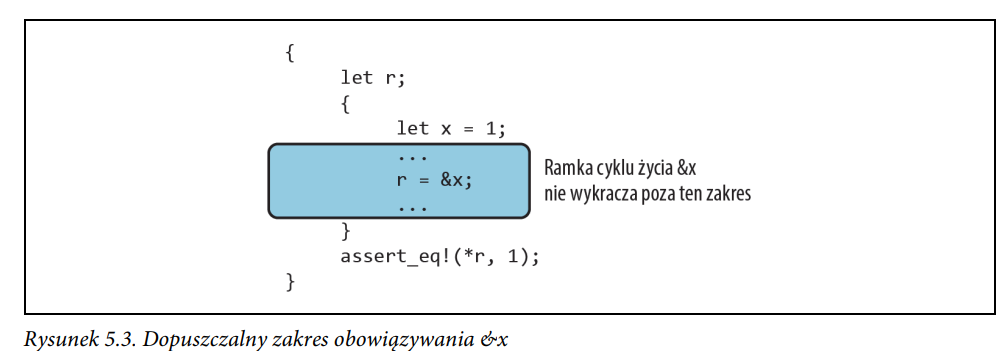 {
let r;
{
let x = 1;
...
r = &x;
...
}
assert_eq!(*r, 1);
}
Ramka cyklu życia &x
nie wykracza poza ten zakres
Rysunek 5.3. Dopuszczalny zakres obowiązywania &x